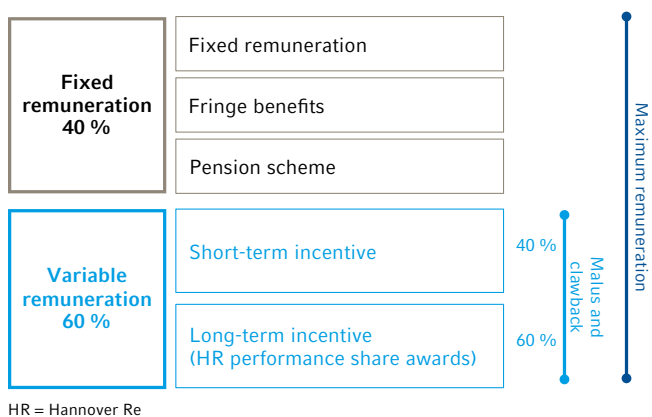 Fixed
remuneration
40 %
Fixed remuneration
Fringe benefits
Pension scheme
Variable
remuneration
60 %
Short-term incentive
Long-term incentive
(HR performance share awards)
40 %
60 %
Malus and
clawback
Maximum remuneration
HR = Hannover Re